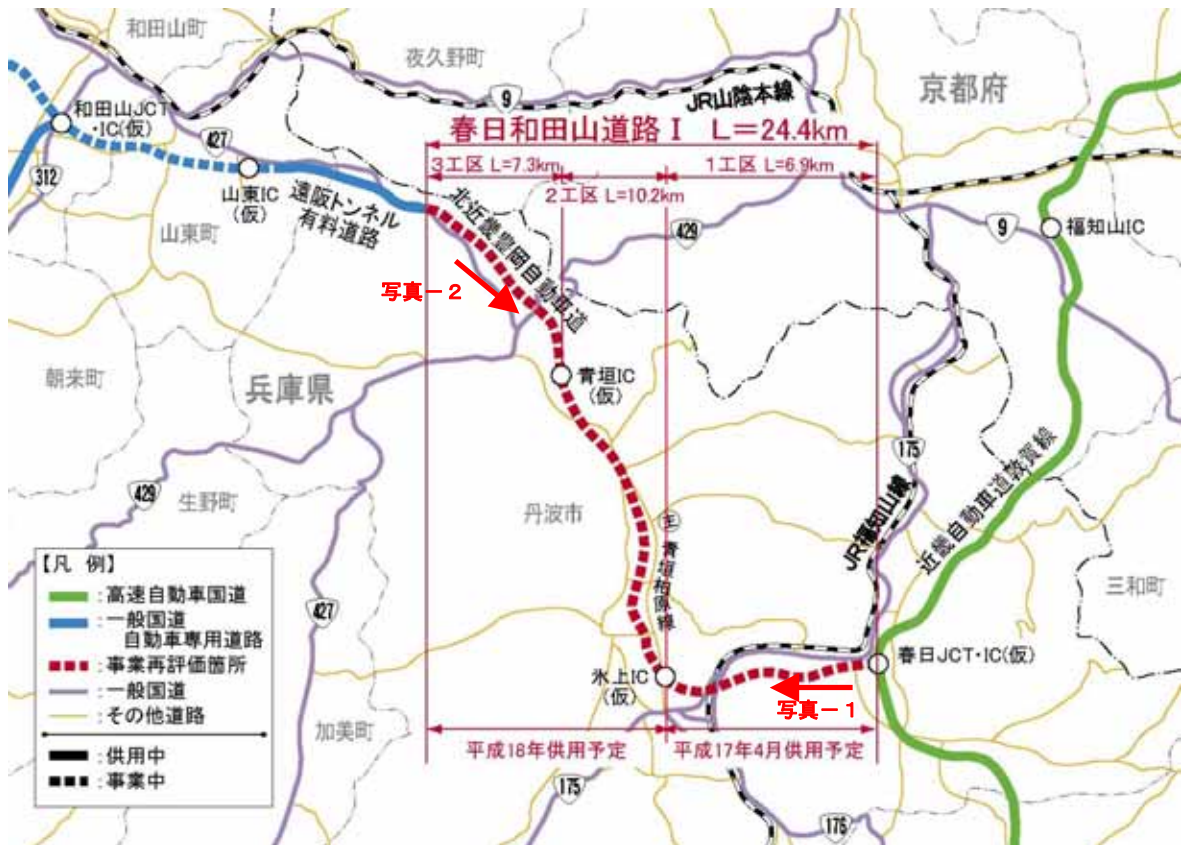 和田山町
夜久野町
京都府
9
JR山陰本線
和田山JCT
・IC(仮)
427
春日和田山道路Ⅰ L=24.4km
3工区 L=7.3km
1工区 L=6.9km
2工区 L=10.2km
312
山東IC
(仮)
遠阪トンネル
有料道路
山東町
北近畿豊岡自動車道
429
9
福知山IC
写真-2
朝来町
兵庫県
青垣IC
(仮)
175
近畿自動車道敦賀線
429
生野町
丹波市
JR福知山線
主 青垣柏原線
三和町
【凡 例】
:高速自動車国道
:一般国道
自動車専用道路
:事業再評価箇所
:一般国道
:その他道路
:供用中
:事業中
427
加美町
氷上IC
(仮)
春日JCT・IC(仮)
写真-1
平成18年供用予定
平成17年4月供用予定
175
176